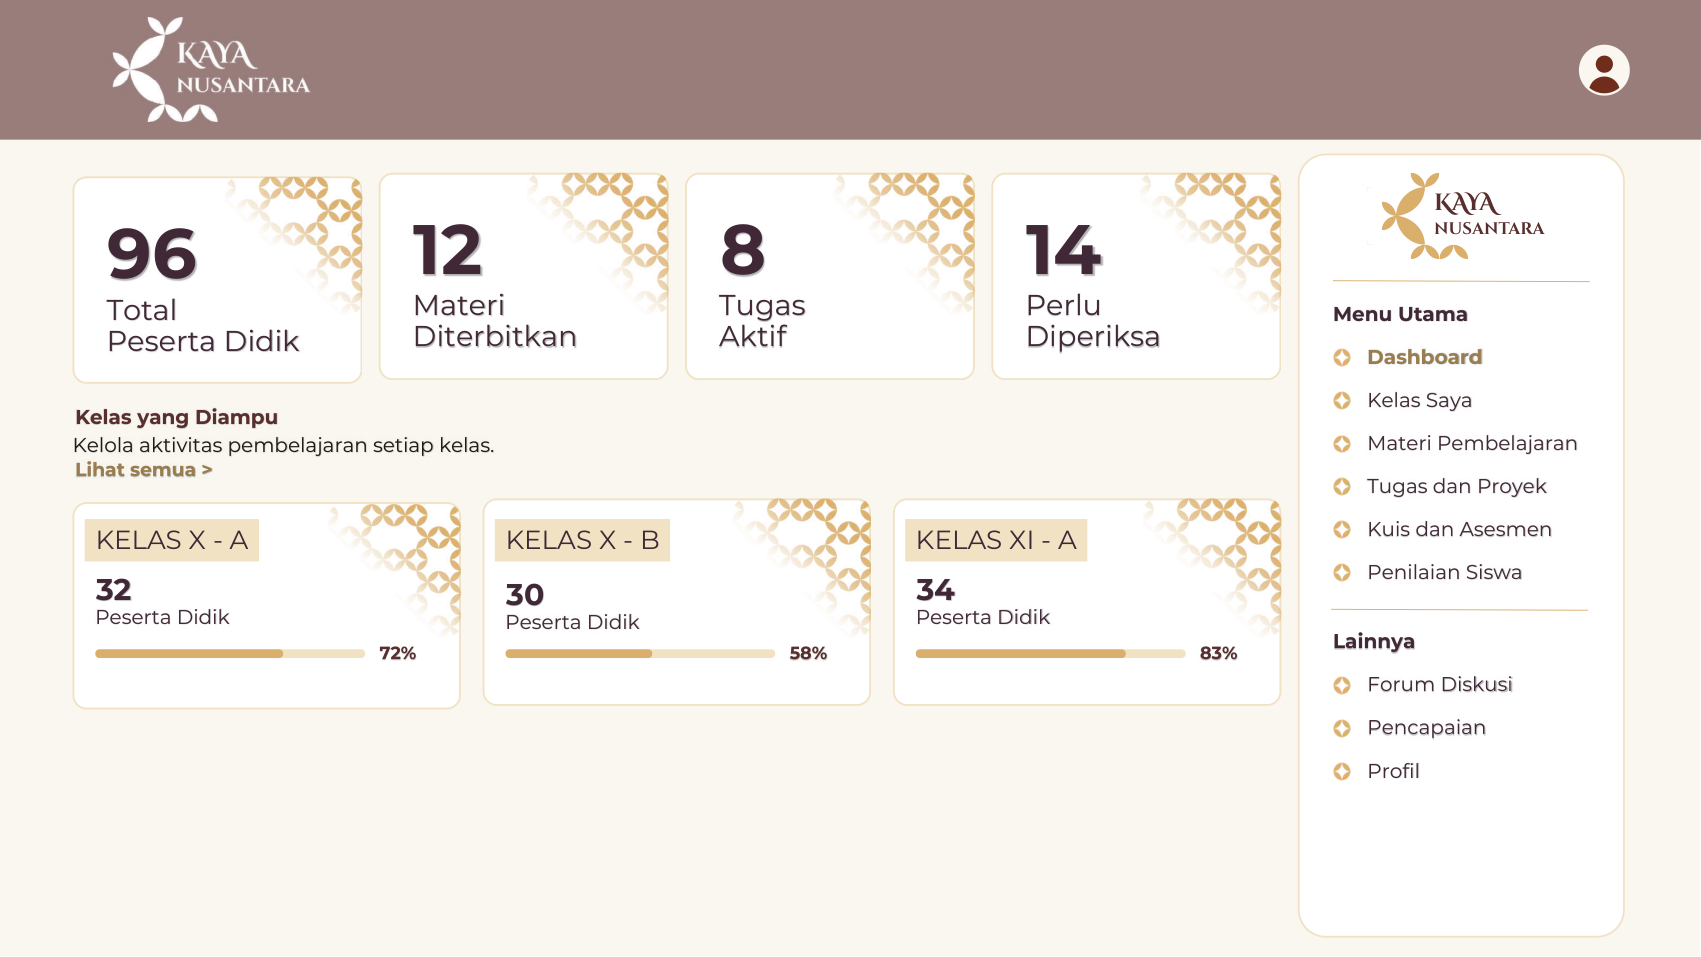 KAYA
NUSANTARA
96
Total
Peserta Didik
12
Materi
Diterbitkan
8
Tugas
Aktif
14
Perlu
Diperiksa
Kelas yang Diampu
Kelola aktivitas pembelajaran setiap kelas.
Lihat semua >
KELAS X - A
32
Peserta Didik
72%
KELAS X - B
30
Peserta Didik
58%
KELAS XI - A
34
Peserta Didik
83%
KAYA
NUSANTARA
Menu Utama
Dashboard
Kelas Saya
Materi Pembelajaran
Tugas dan Proyek
Kuis dan Asesmen
Penilaian Siswa
Lainnya
Forum Diskusi
Pencapaian
Profil